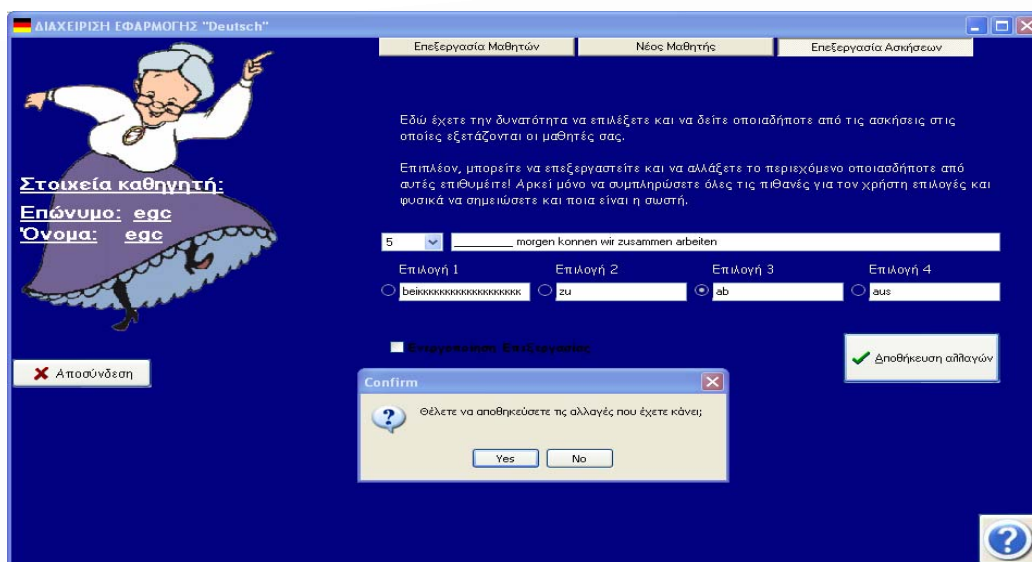 ΔΙΑΧΕΙΡΙΣΗ ΕΦΑΡΜΟΓΗΣ "Deutsch"
Επεξεργασία Μαθητών
Νέος Μαθητής
Επεξεργασία Ασκήσεων
Εδώ έχετε την δυνατότητα να επιλέξετε και να δείτε οποιαδήποτε από τις ασκήσεις στις
οποίες εξετάζονται οι μαθητές σας.
Επιπλέον, μπορείτε να επεξεργαστείτε και να αλλάξετε το περιεχόμενο οποιασδήποτε από
αυτές επιθυμέιτε! Αρκεί μόνο να συμπληρώσετε όλες τις πιθανές για τον χρήστη επιλογές και
φυσικά να σημειώσετε και ποια είναι η σωστή.
Στοιχεία καθηγητή:
Επώνυμο: egc
Όνομα: egc
5 _________ morgen konnen wir zusammen arbeiten
Επιλογή 1 Επιλογή 2 Επιλογή 3 Επιλογή 4
beiκκκκκκκκκκκκκκκκκκ zu ab aus
Ενεργοποίηση Επεξεργασίας
Αποθήκευση αλλαγών
Αποσύνδεση
Confirm
Θέλετε να αποθηκεύσετε τις αλλαγές που έχετε κάνει;
Yes No